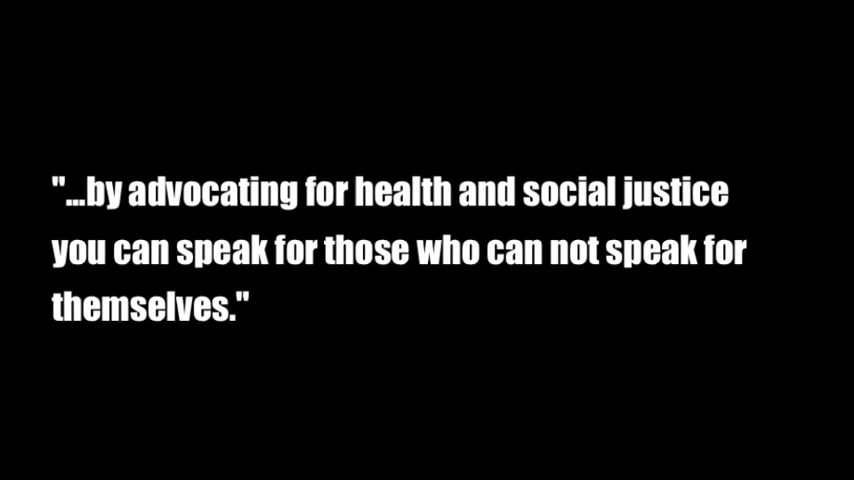 "...by advocating for health and social justice
you can speak for those who can not speak for
themselves."